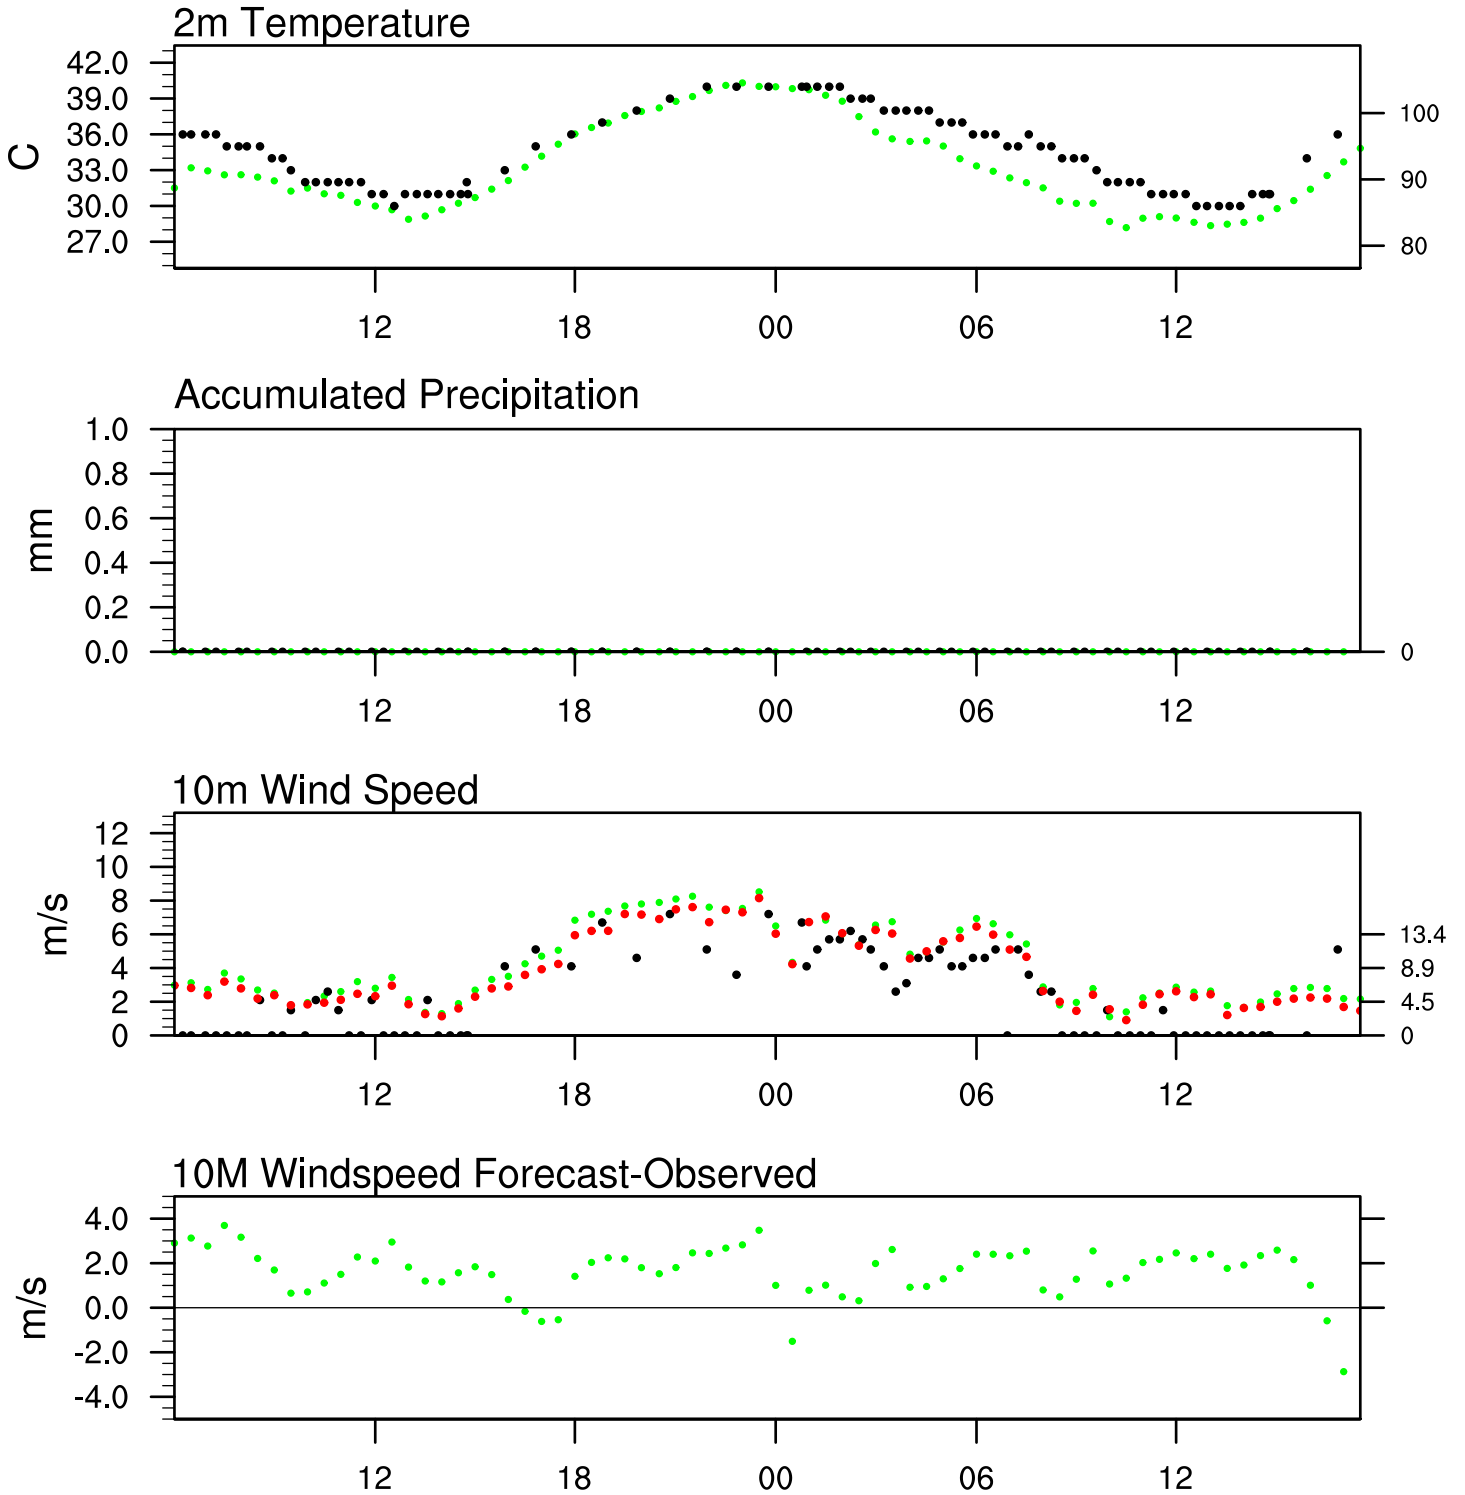 2m Temperature
42.0
39.0
36.0
33.0
30.0
27.0
C
100
90
80
12 18 00 06 12
Accumulated Precipitation
1.0
0.8
0.6
0.4
0.2
0.0
mm
0
12 18 00 06 12
10m Wind Speed
12
10
8
6
4
2
0
m/s
13.4
8.9
4.5
0
12 18 00 06 12
10M Windspeed Forecast-Observed
4.0
2.0
0.0
-2.0
-4.0
m/s
12 18 00 06 12